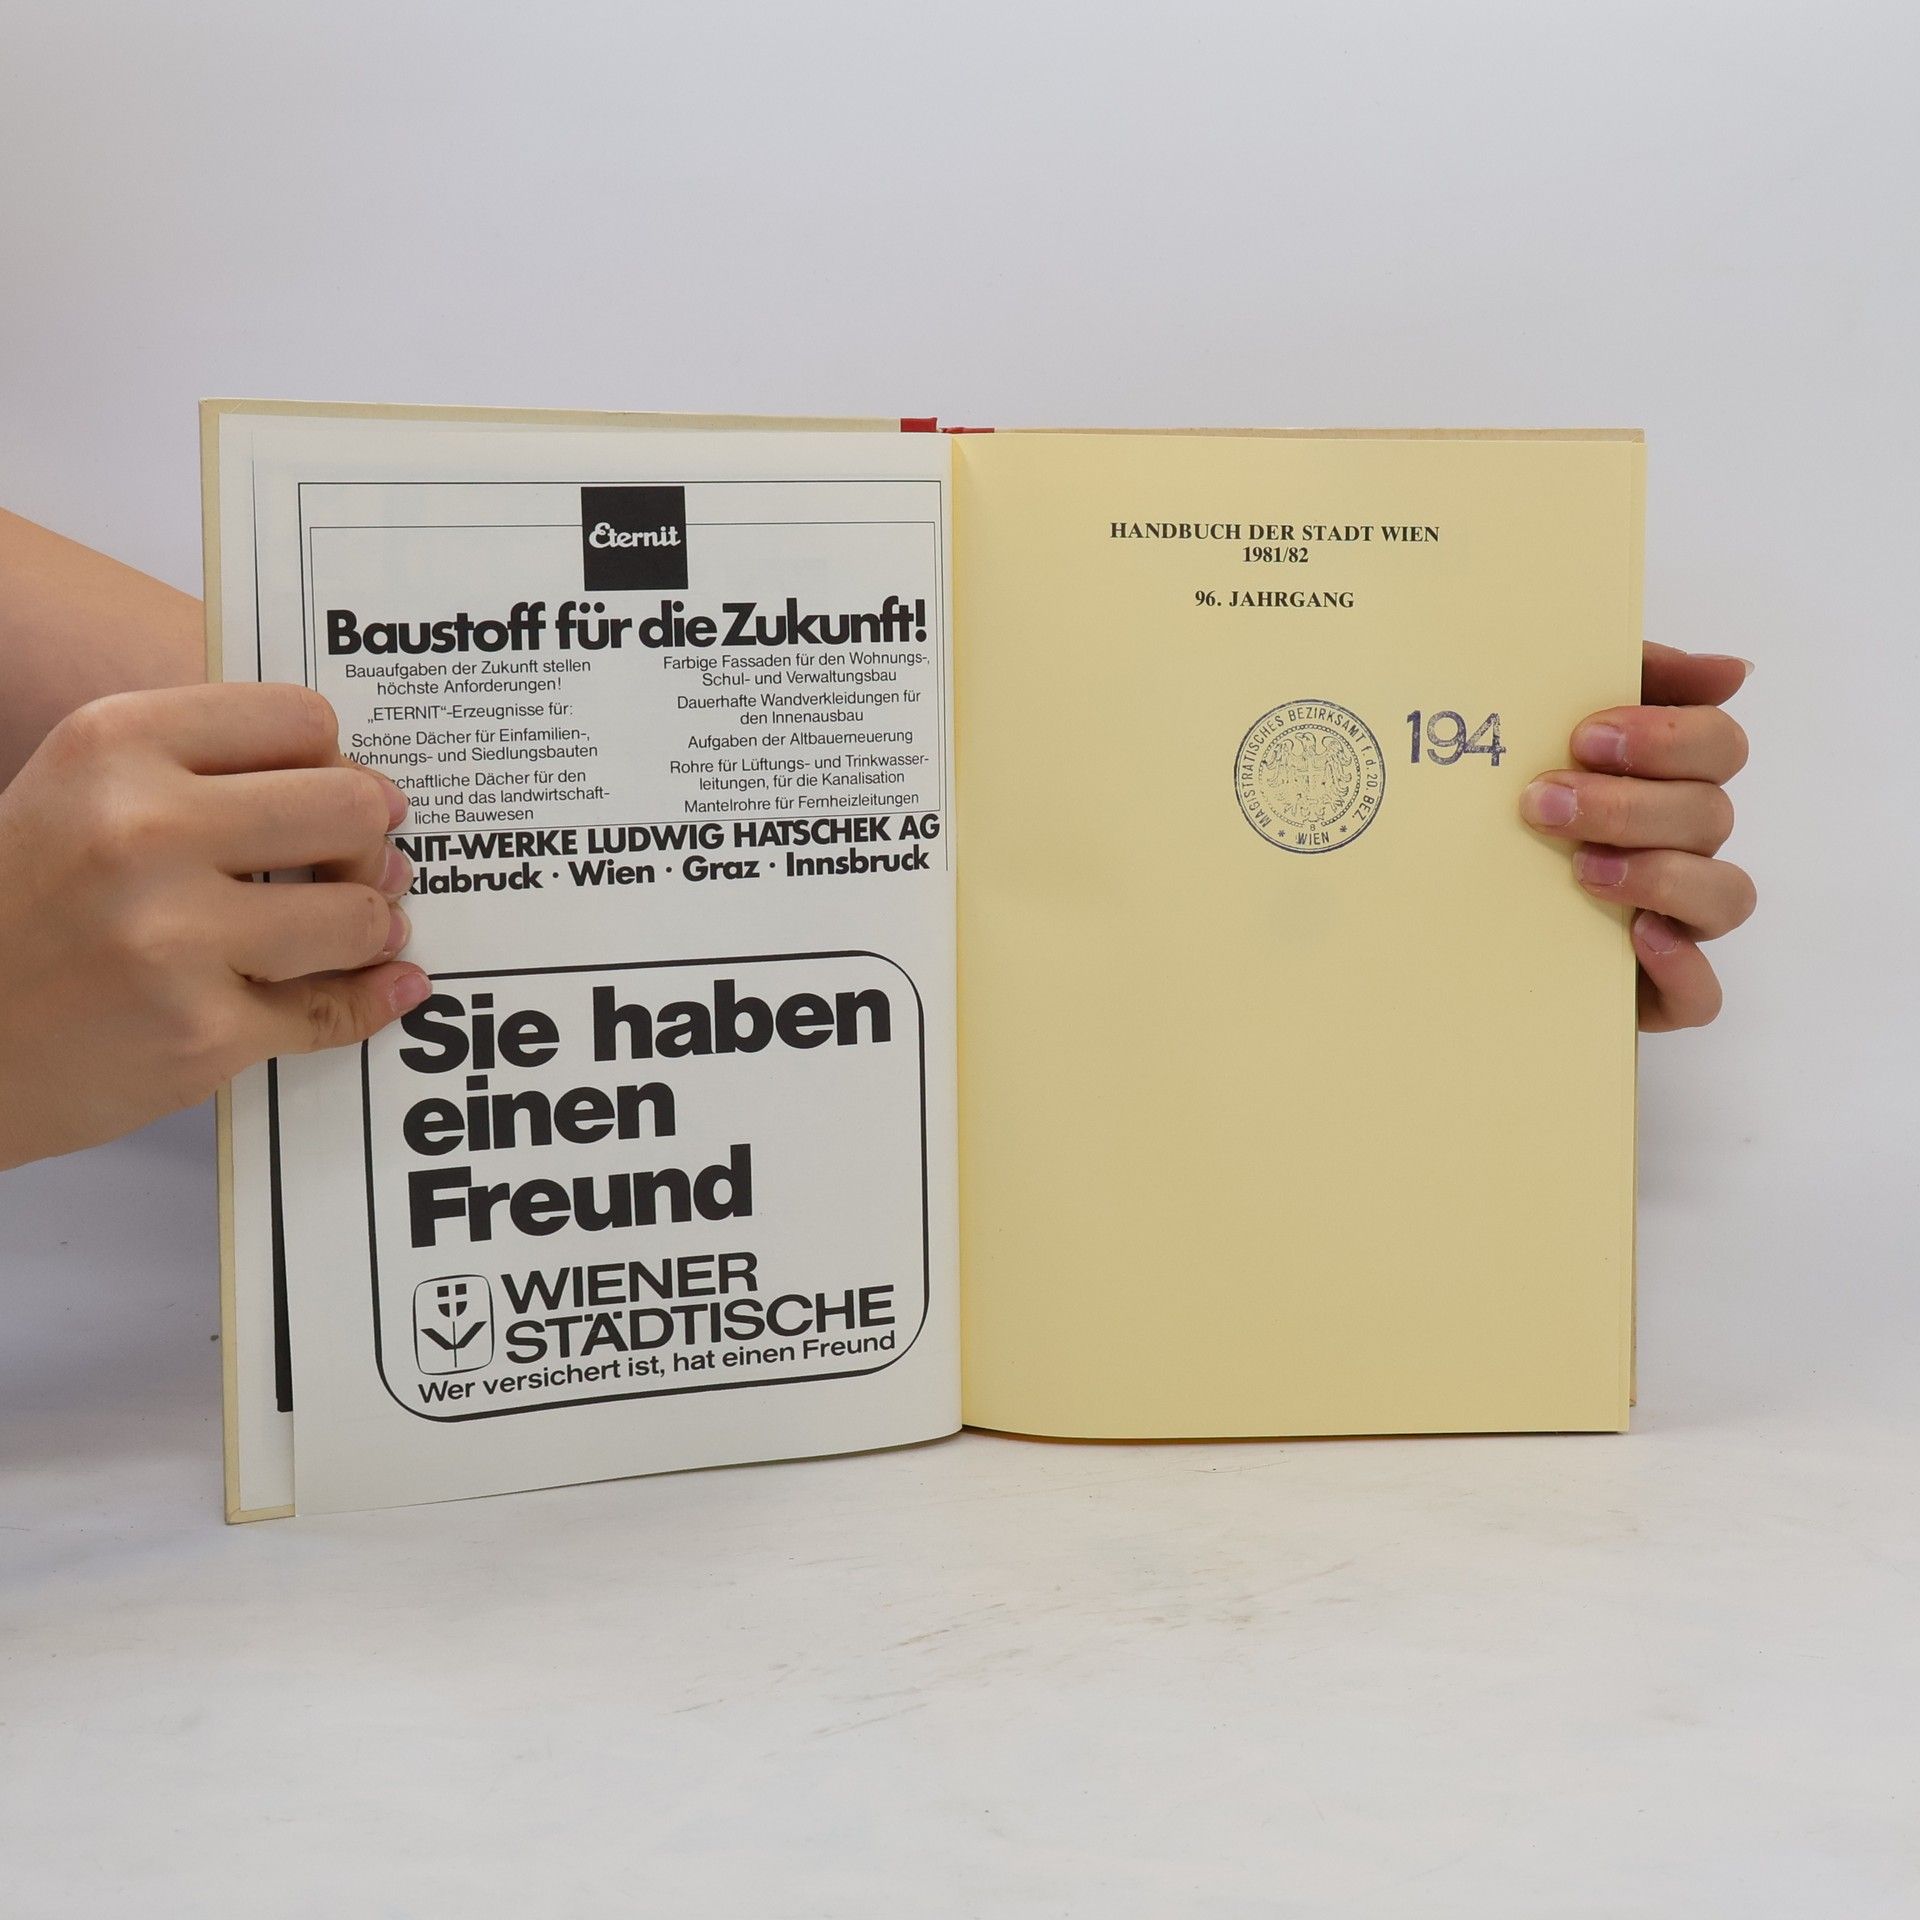 Eternit
Baustoff für die Zukunft!
Bauaufgaben der Zukunft stellen
höchste Anforderungen!
„ETERNIT“-Erzeugnisse für:
Schöne Dächer für Einfamilien-,
Wohnungs- und Siedlungsbauten
schaftliche Dächer für den
bau und das landwirtschaft-
liche Bauwesen
Farbige Fassaden für den Wohnungs-,
Schul- und Verwaltungsbau
Dauerhafte Wandverkleidungen für
den Innenausbau
Aufgaben der Altbauerneuerung
Rohre für Lüftungs- und Trinkwasser-
leitungen, für die Kanalisation
Mantelrohre für Fernheizleitungen
NIT-WERKE LUDWIG HATSCHEK AG
klabruck · Wien · Graz · Innsbruck
Sie haben
einen
Freund
WIENER
STÄDTISCHE
Wer versichert ist, hat einen Freund
HANDBUCH DER STADT WIEN
1981/82
96. JAHRGANG
MAGISTRATISCHES BEZIRKSAMT f. d. 20. BEZ.
* WIEN *
8
194